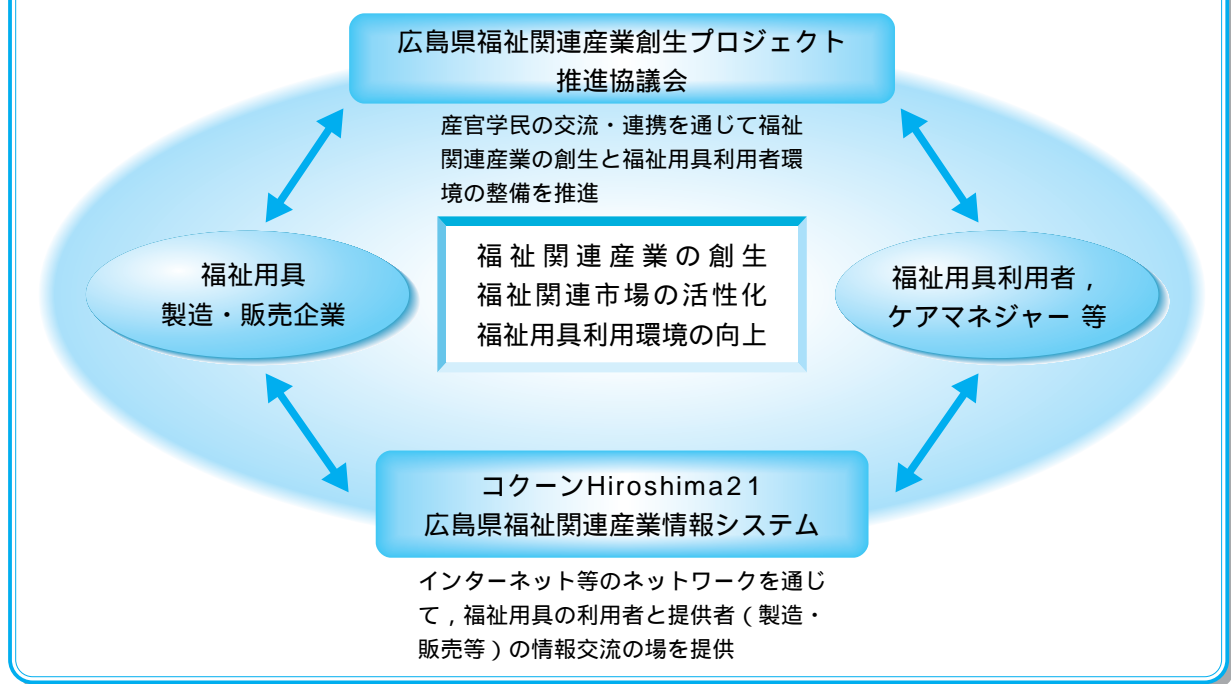 広島県福祉関連産業創生プロジェクト
推進協議会
産官学民の交流・連携を通じて福祉
関連産業の創生と福祉用具利用者環
境の整備を推進
福祉用具
製造・販売企業
福祉関連産業の創生
福祉関連市場の活性化
福祉用具利用環境の向上
福祉用具利用者，
ケアマネジャー 等
コクーンHiroshima21
広島県福祉関連産業情報システム
インターネット等のネットワークを通じ
て，福祉用具の利用者と提供者（製造・
販売等）の情報交流の場を提供